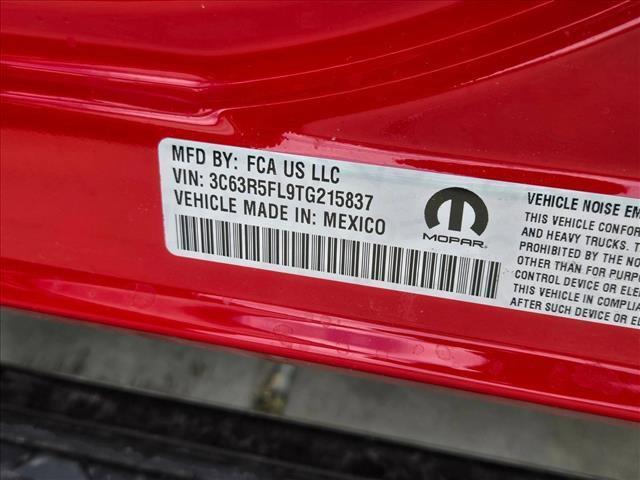 MFD BY: FCA US LLC
VIN: 3C63R5FL9TG215837
VEHICLE MADE IN: MEXICO
MOPAR
VEHICLE NOISE EM
THIS VEHICLE CONFOR
AND HEAVY TRUCKS. T
PROHIBITED BY THE NO
OTHER THAN FOR PURP
CONTROL DEVICE OR ELE
THIS VEHICLE IN COMPLIA
AFTER SUCH DEVICE OR EL